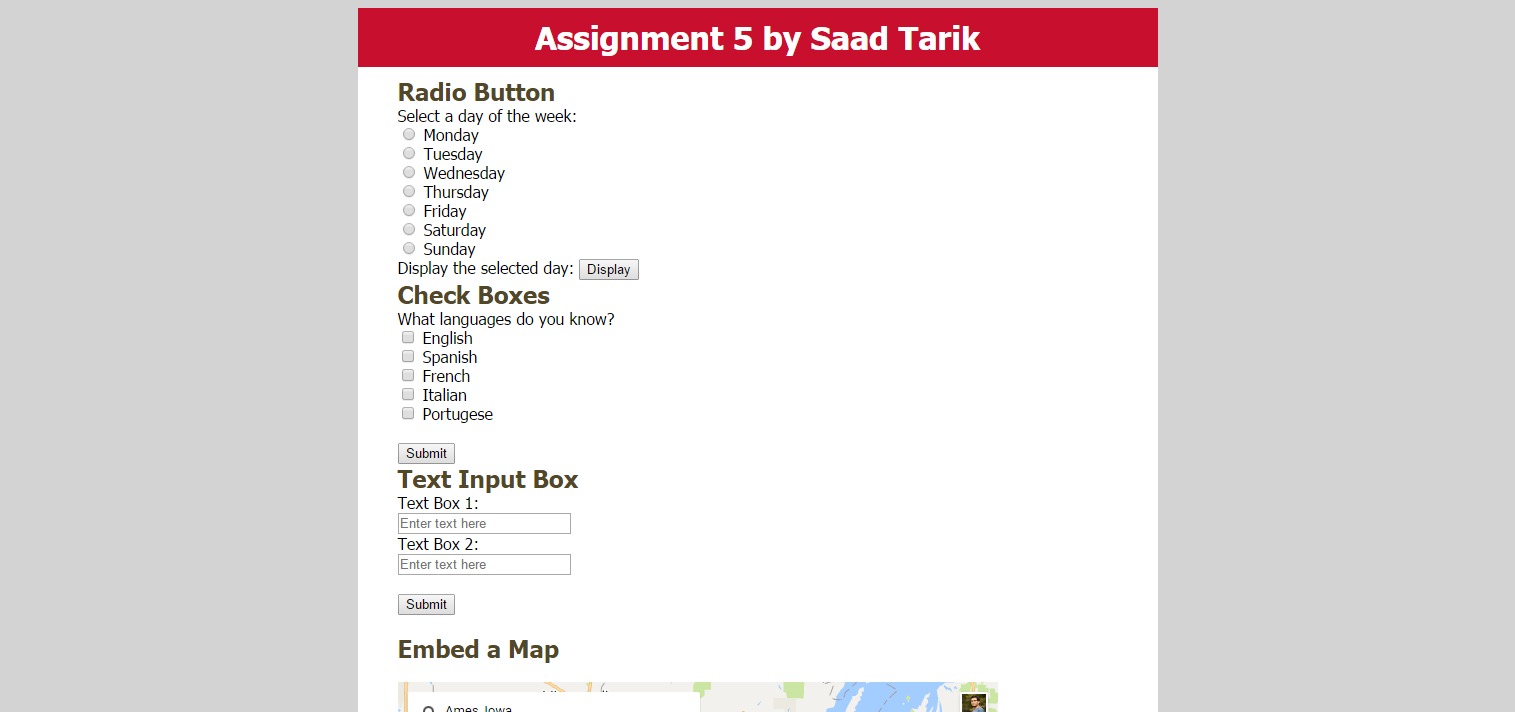 Assignment 5 by Saad Tarik
Radio Button
Select a day of the week:
Monday
Tuesday
Wednesday
Thursday
Friday
Saturday
Sunday
Display the selected day: Display
Check Boxes
What languages do you know?
English
Spanish
French
Italian
Portugese
Submit
Text Input Box
Text Box 1:
Enter text here
Text Box 2:
Enter text here
Submit
Embed a Map
Ames, Iowa